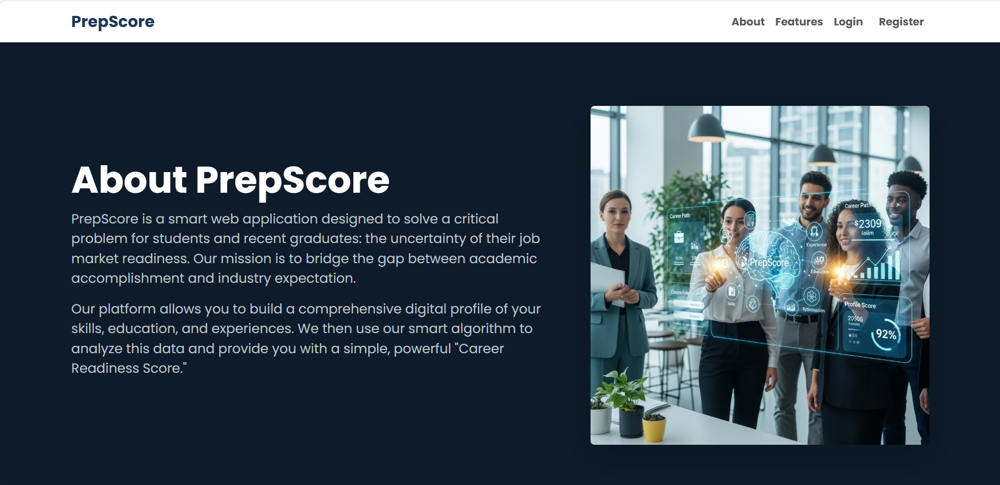 PrepScore
About Features Login Register
About PrepScore
PrepScore is a smart web application designed to solve a critical
problem for students and recent graduates: the uncertainty of their job
market readiness. Our mission is to bridge the gap between academic
accomplishment and industry expectation.
Our platform allows you to build a comprehensive digital profile of your
skills, education, and experiences. We then use our smart algorithm to
analyze this data and provide you with a simple, powerful "Career
Readiness Score."
Career Path
Career Path
$2309
Experience
PrepScore
Education
Skills
Profile Score
20506
92%